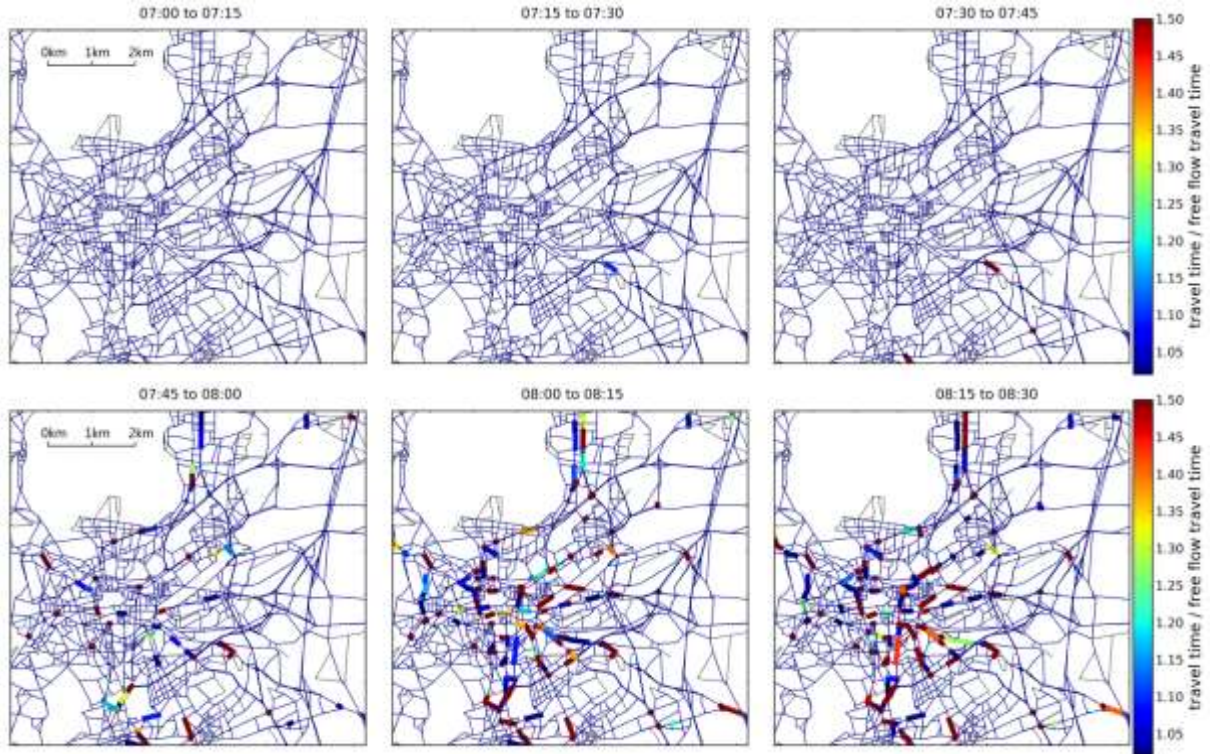 07:00 to 07:15
07:15 to 07:30
07:30 to 07:45
0km 1km 2km
1.50
1.45
1.40
1.35
1.30
1.25
1.20
1.15
1.10
1.05
travel time / free flow travel time
07:45 to 08:00
08:00 to 08:15
08:15 to 08:30
0km 1km 2km
1.50
1.45
1.40
1.35
1.30
1.25
1.20
1.15
1.10
1.05
travel time / free flow travel time